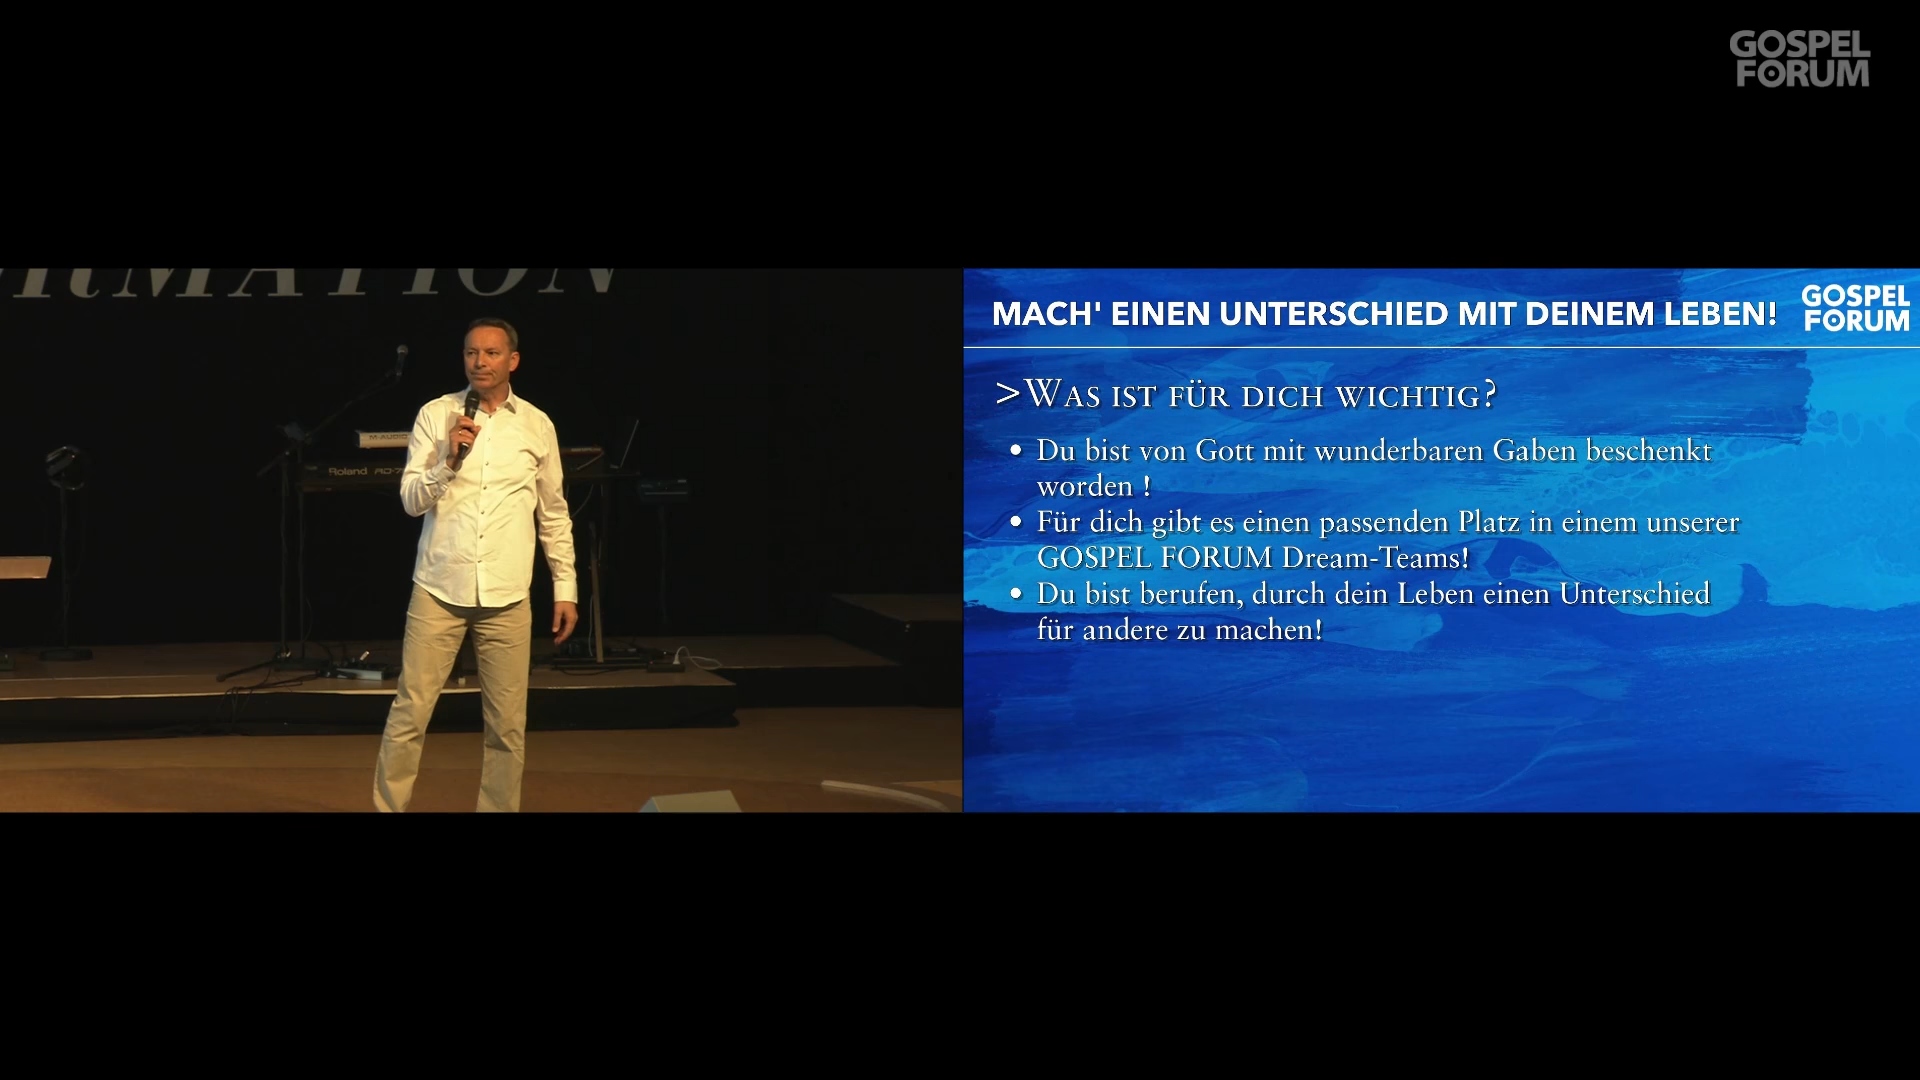 GOSPEL
FORUM
RMATION
M-AUDIO
Roland
MACH' EINEN UNTERSCHIED MIT DEINEM LEBEN!
GOSPEL
FORUM
>WAS IST FÜR DICH WICHTIG?
• Du bist von Gott mit wunderbaren Gaben beschenkt
worden !
• Für dich gibt es einen passenden Platz in einem unserer
GOSPEL FORUM Dream-Teams!
• Du bist berufen, durch dein Leben einen Unterschied
für andere zu machen!